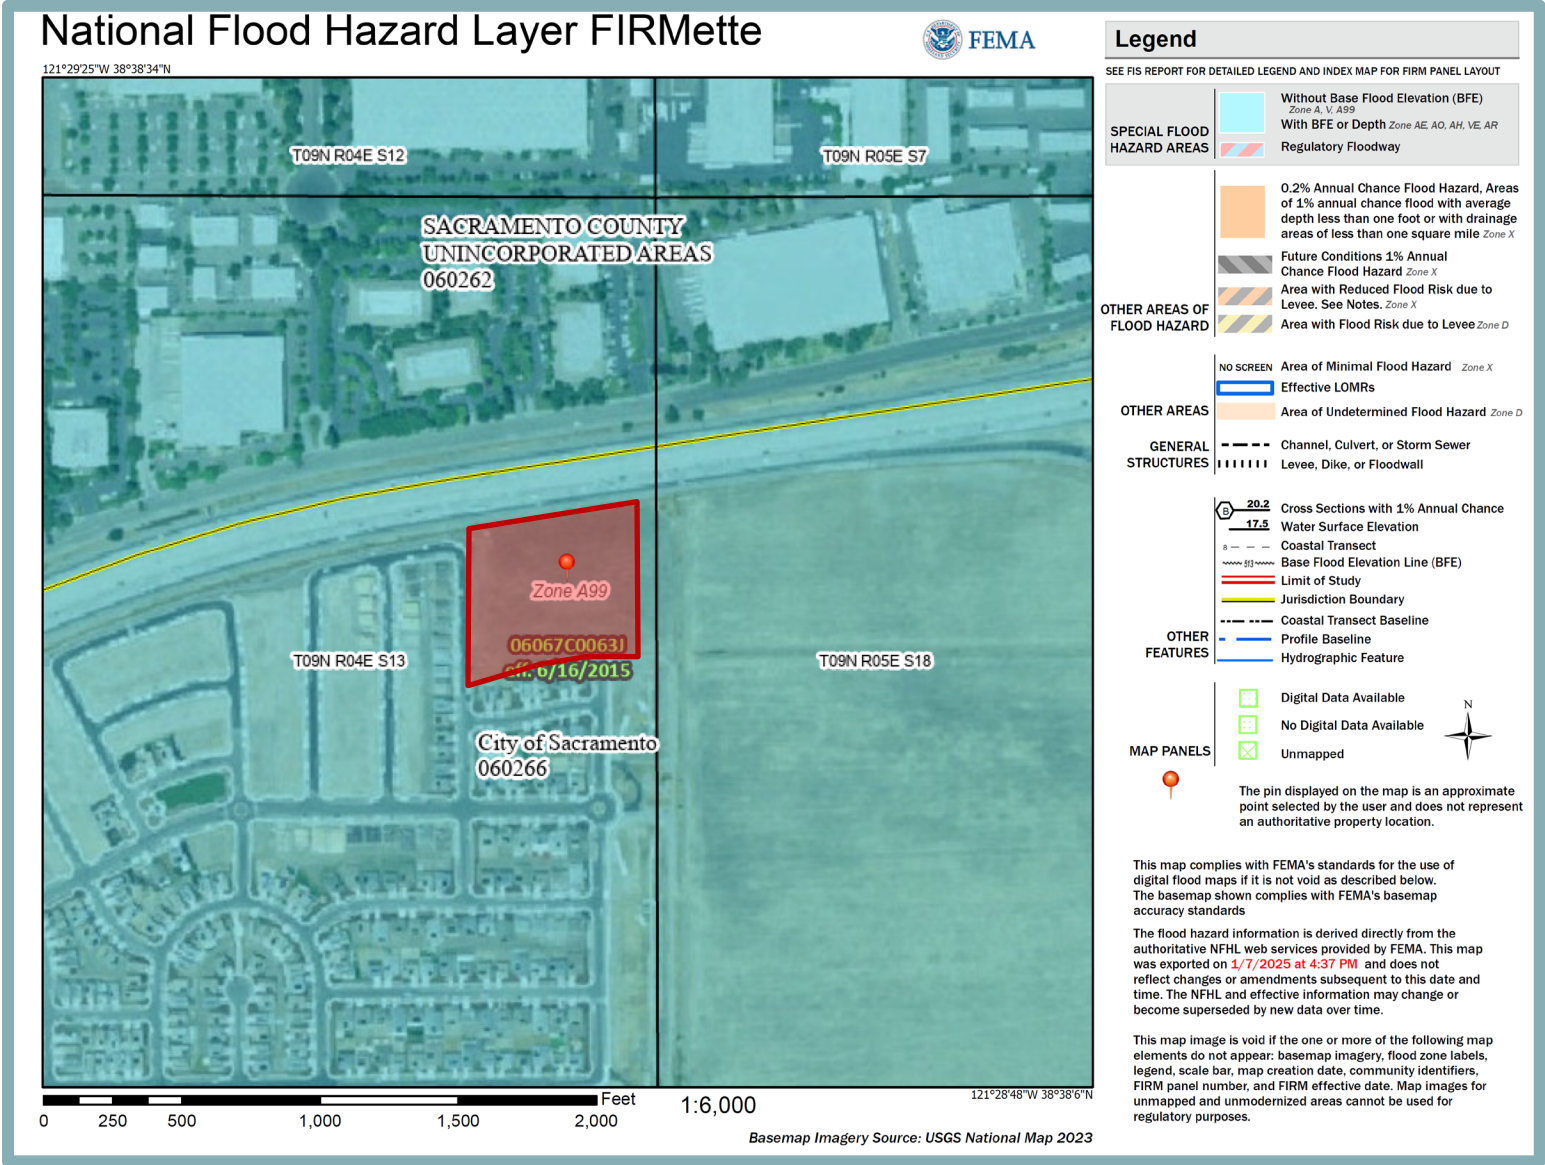 National Flood Hazard Layer FIRMette
FEMA
121°29'25"W 38°38'34"N
T09N R04E S12
T09N R05E S7
SACRAMENTO COUNTY
UNINCORPORATED AREAS
060262
Zone A99
06067C0063J
eff. 6/16/2015
T09N R04E S13
T09N R05E S18
City of Sacramento
060266
121°28'48"W 38°38'6"N
Feet
0
250
500
1,000
1,500
2,000
1:6,000
Basemap Imagery Source: USGS National Map 2023
Legend
SEE FIS REPORT FOR DETAILED LEGEND AND INDEX MAP FOR FIRM PANEL LAYOUT
SPECIAL FLOOD
HAZARD AREAS
Without Base Flood Elevation (BFE)
Zone A, V, A99
With BFE or Depth Zone AE, AO, AH, VE, AR
Regulatory Floodway
0.2% Annual Chance Flood Hazard, Areas
of 1% annual chance flood with average
depth less than one foot or with drainage
areas of less than one square mile Zone X
Future Conditions 1% Annual
Chance Flood Hazard Zone X
Area with Reduced Flood Risk due to
Levee. See Notes. Zone X
Area with Flood Risk due to Levee Zone D
OTHER AREAS OF
FLOOD HAZARD
NO SCREEN Area of Minimal Flood Hazard Zone X
Effective LOMRs
OTHER AREAS
Area of Undetermined Flood Hazard Zone D
GENERAL
STRUCTURES
Channel, Culvert, or Storm Sewer
Levee, Dike, or Floodwall
B 20.2 Cross Sections with 1% Annual Chance
17.5 Water Surface Elevation
8 Coastal Transect
513 Base Flood Elevation Line (BFE)
Limit of Study
Jurisdiction Boundary
Coastal Transect Baseline
OTHER
FEATURES
Profile Baseline
Hydrographic Feature
Digital Data Available
No Digital Data Available
Unmapped
MAP PANELS
N
The pin displayed on the map is an approximate
point selected by the user and does not represent
an authoritative property location.
This map complies with FEMA's standards for the use of
digital flood maps if it is not void as described below.
The basemap shown complies with FEMA's basemap
accuracy standards
The flood hazard information is derived directly from the
authoritative NFHL web services provided by FEMA. This map
was exported on 1/7/2025 at 4:37 PM and does not
reflect changes or amendments subsequent to this date and
time. The NFHL and effective information may change or
become superseded by new data over time.
This map image is void if the one or more of the following map
elements do not appear: basemap imagery, flood zone labels,
legend, scale bar, map creation date, community identifiers,
FIRM panel number, and FIRM effective date. Map images for
unmapped and unmodernized areas cannot be used for
regulatory purposes.